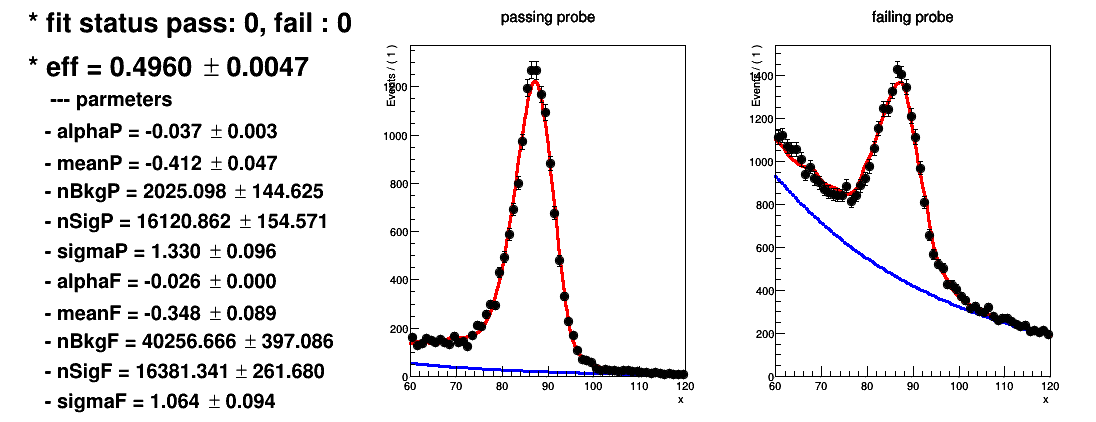 * fit status pass: 0, fail : 0
* eff = 0.4960 ± 0.0047
--- parmeters
- alphaP = -0.037 ± 0.003
- meanP = -0.412 ± 0.047
- nBkgP = 2025.098 ± 144.625
- nSigP = 16120.862 ± 154.571
- sigmaP = 1.330 ± 0.096
- alphaF = -0.026 ± 0.000
- meanF = -0.348 ± 0.089
- nBkgF = 40256.666 ± 397.086
- nSigF = 16381.341 ± 261.680
- sigmaF = 1.064 ± 0.094
passing probe
Events / ( 1 )
1200
1000
800
600
400
200
0
60 70 80 90 100 110 120
x
failing probe
Events / ( 1 )
1400
1200
1000
800
600
400
200
0
60 70 80 90 100 110 120
x